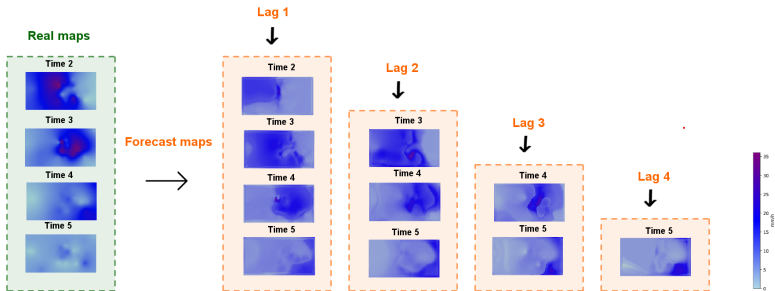 Lag 1
Real maps
Time 2
Time 3
Time 4
Time 5
Forecast maps
Time 2
Time 3
Time 4
Time 5
Lag 2
Time 3
Time 4
Time 5
Lag 3
Time 4
Time 5
Lag 4
Time 5
35
30
25
20
15
10
5
0